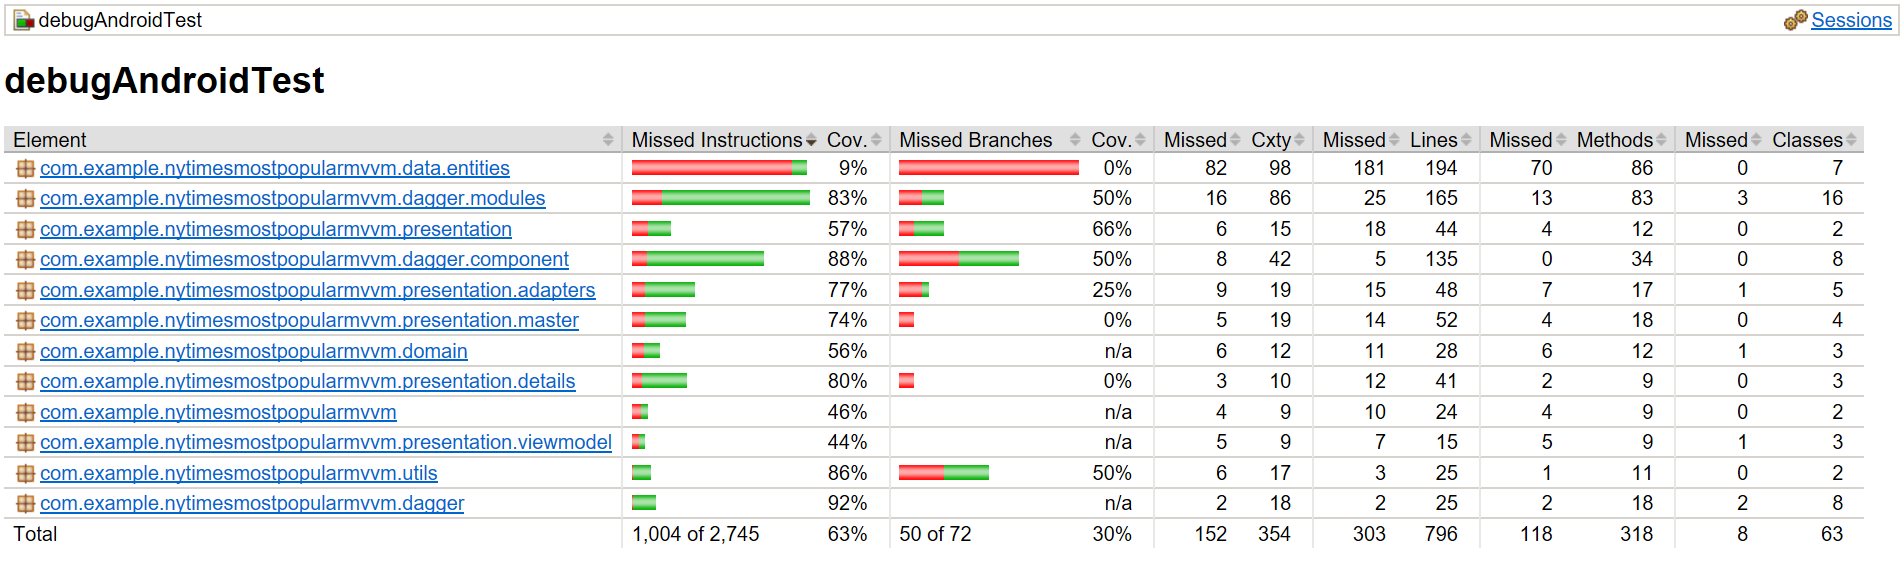 debugAndroidTest Sessions
debugAndroidTest
Element Missed Instructions Cov. Missed Branches Cov. Missed Cxty Missed Lines Missed Methods Missed Classes
com.example.nytimesmostpopularmvvm.data.entities 9% 0% 82 98 181 194 70 86 0 7
com.example.nytimesmostpopularmvvm.dagger.modules 83% 50% 16 86 25 165 13 83 3 16
com.example.nytimesmostpopularmvvm.presentation 57% 66% 6 15 18 44 4 12 0 2
com.example.nytimesmostpopularmvvm.dagger.component 88% 50% 8 42 5 135 0 34 0 8
com.example.nytimesmostpopularmvvm.presentation.adapters 77% 25% 9 19 15 48 7 17 1 5
com.example.nytimesmostpopularmvvm.presentation.master 74% 0% 5 19 14 52 4 18 0 4
com.example.nytimesmostpopularmvvm.domain 56% n/a 6 12 11 28 6 12 1 3
com.example.nytimesmostpopularmvvm.presentation.details 80% 0% 3 10 12 41 2 9 0 3
com.example.nytimesmostpopularmvvm 46% n/a 4 9 10 24 4 9 0 2
com.example.nytimesmostpopularmvvm.presentation.viewmodel 44% n/a 5 9 7 15 5 9 1 3
com.example.nytimesmostpopularmvvm.utils 86% 50% 6 17 3 25 1 11 0 2
com.example.nytimesmostpopularmvvm.dagger 92% n/a 2 18 2 25 2 18 2 8
Total 1,004 of 2,745 63% 50 of 72 30% 152 354 303 796 118 318 8 63